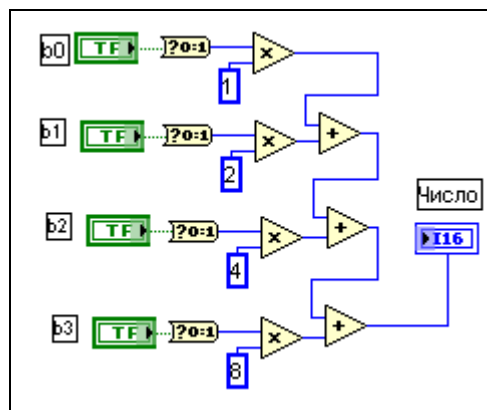 b0 TF ?0:1 ×
1
b1 TF ?0:1 × +
2
Число
b2 TF ?0:1 × +
I16
4
b3 TF ?0:1 × +
8